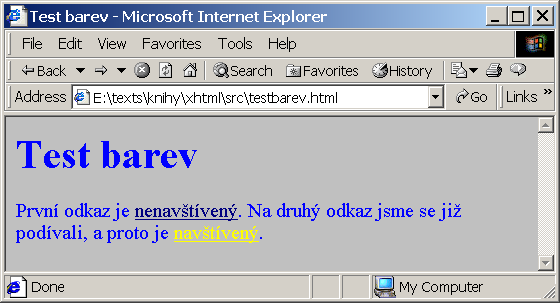 Test barev - Microsoft Internet Explorer
File Edit View Favorites Tools Help
Back Search Favorites History
Address E:\texts\knihy\xhtml\src\testbarev.html Go Links »
Test barev
První odkaz je nenavštívený. Na druhý odkaz jsme se již
podívali, a proto je navštívený.
Done My Computer